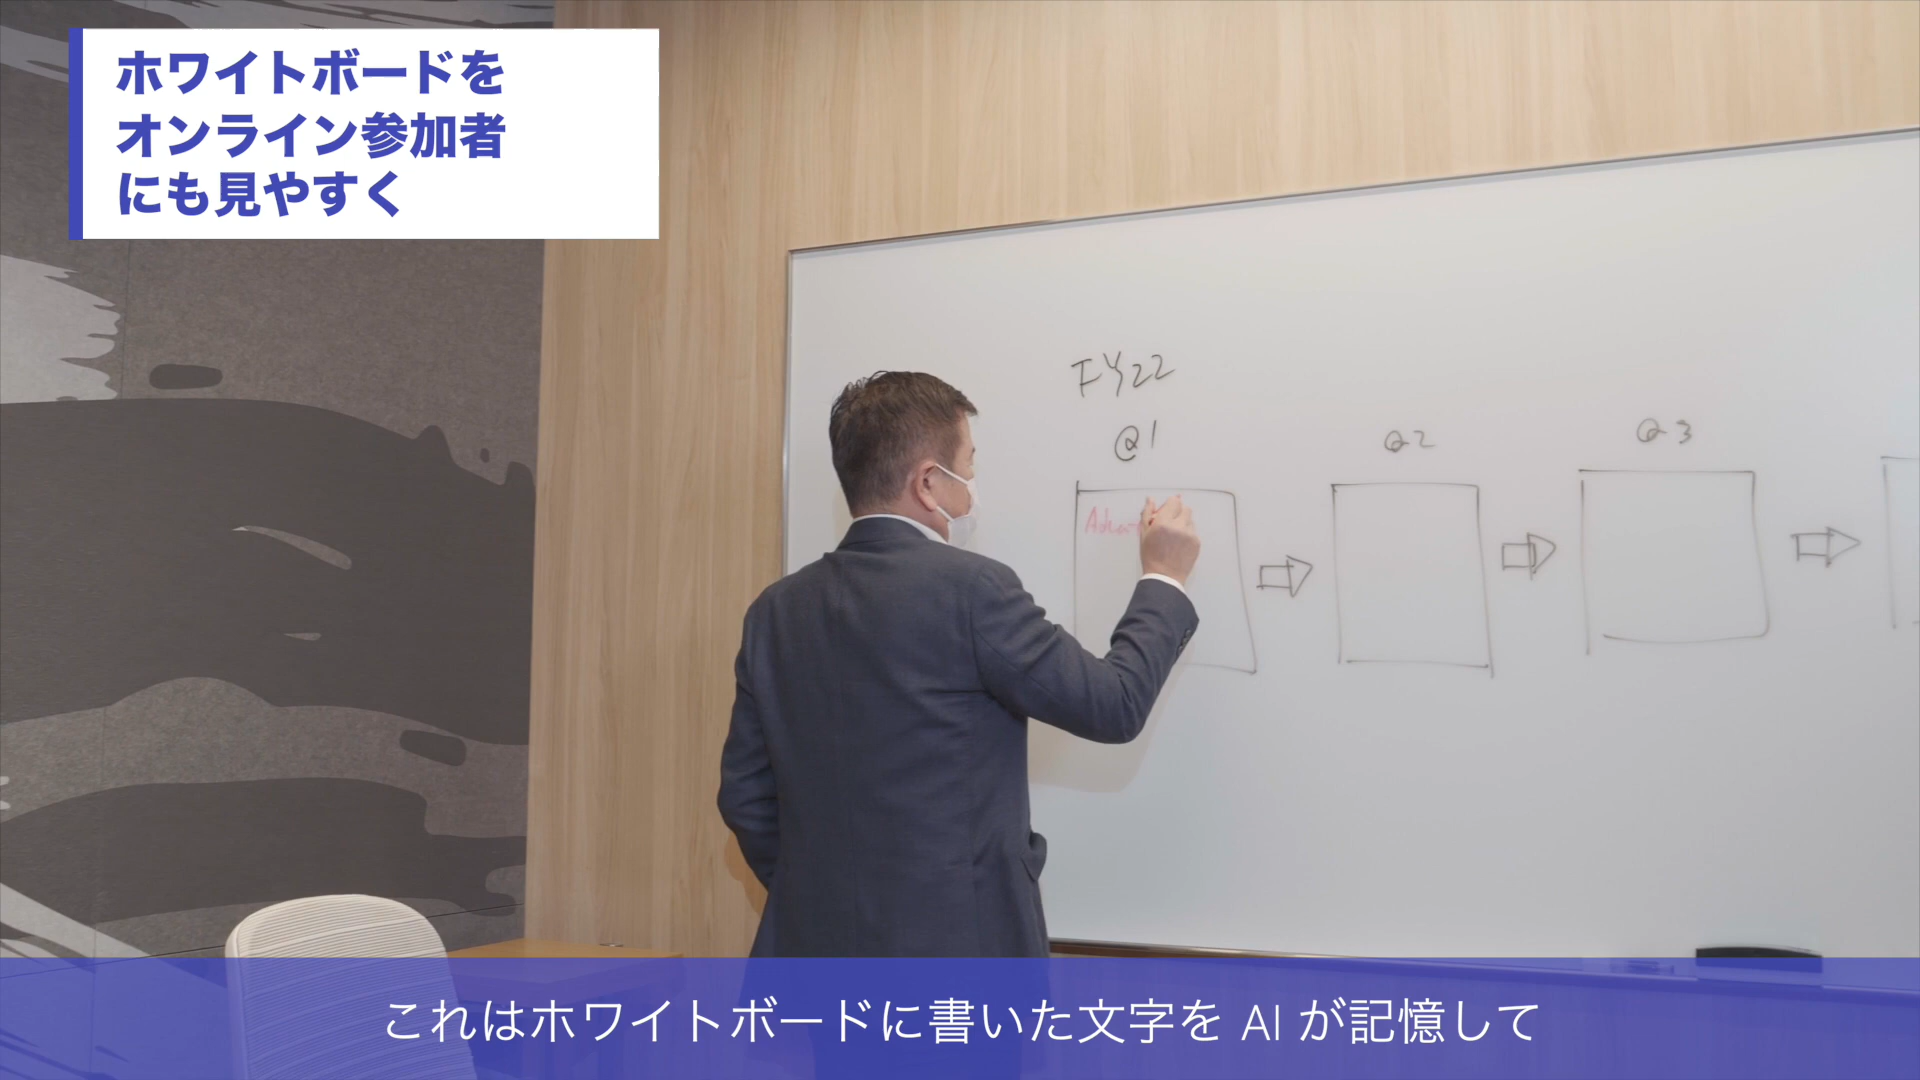 ホワイトボードを
オンライン参加者
にも見やすく
FY22
Q1
Q2
Q3
これはホワイトボードに書いた文字を AI が記憶して